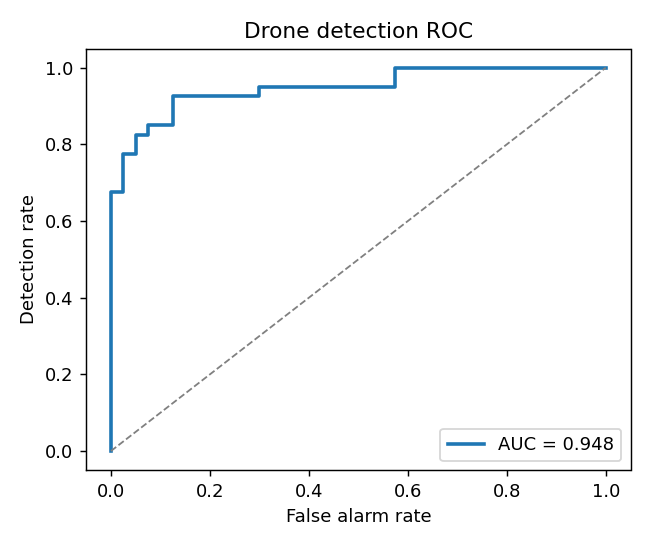 Drone detection ROC
1.0
0.8
0.6
0.4
0.2
0.0
Detection rate
AUC = 0.948
0.0 0.2 0.4 0.6 0.8 1.0
False alarm rate